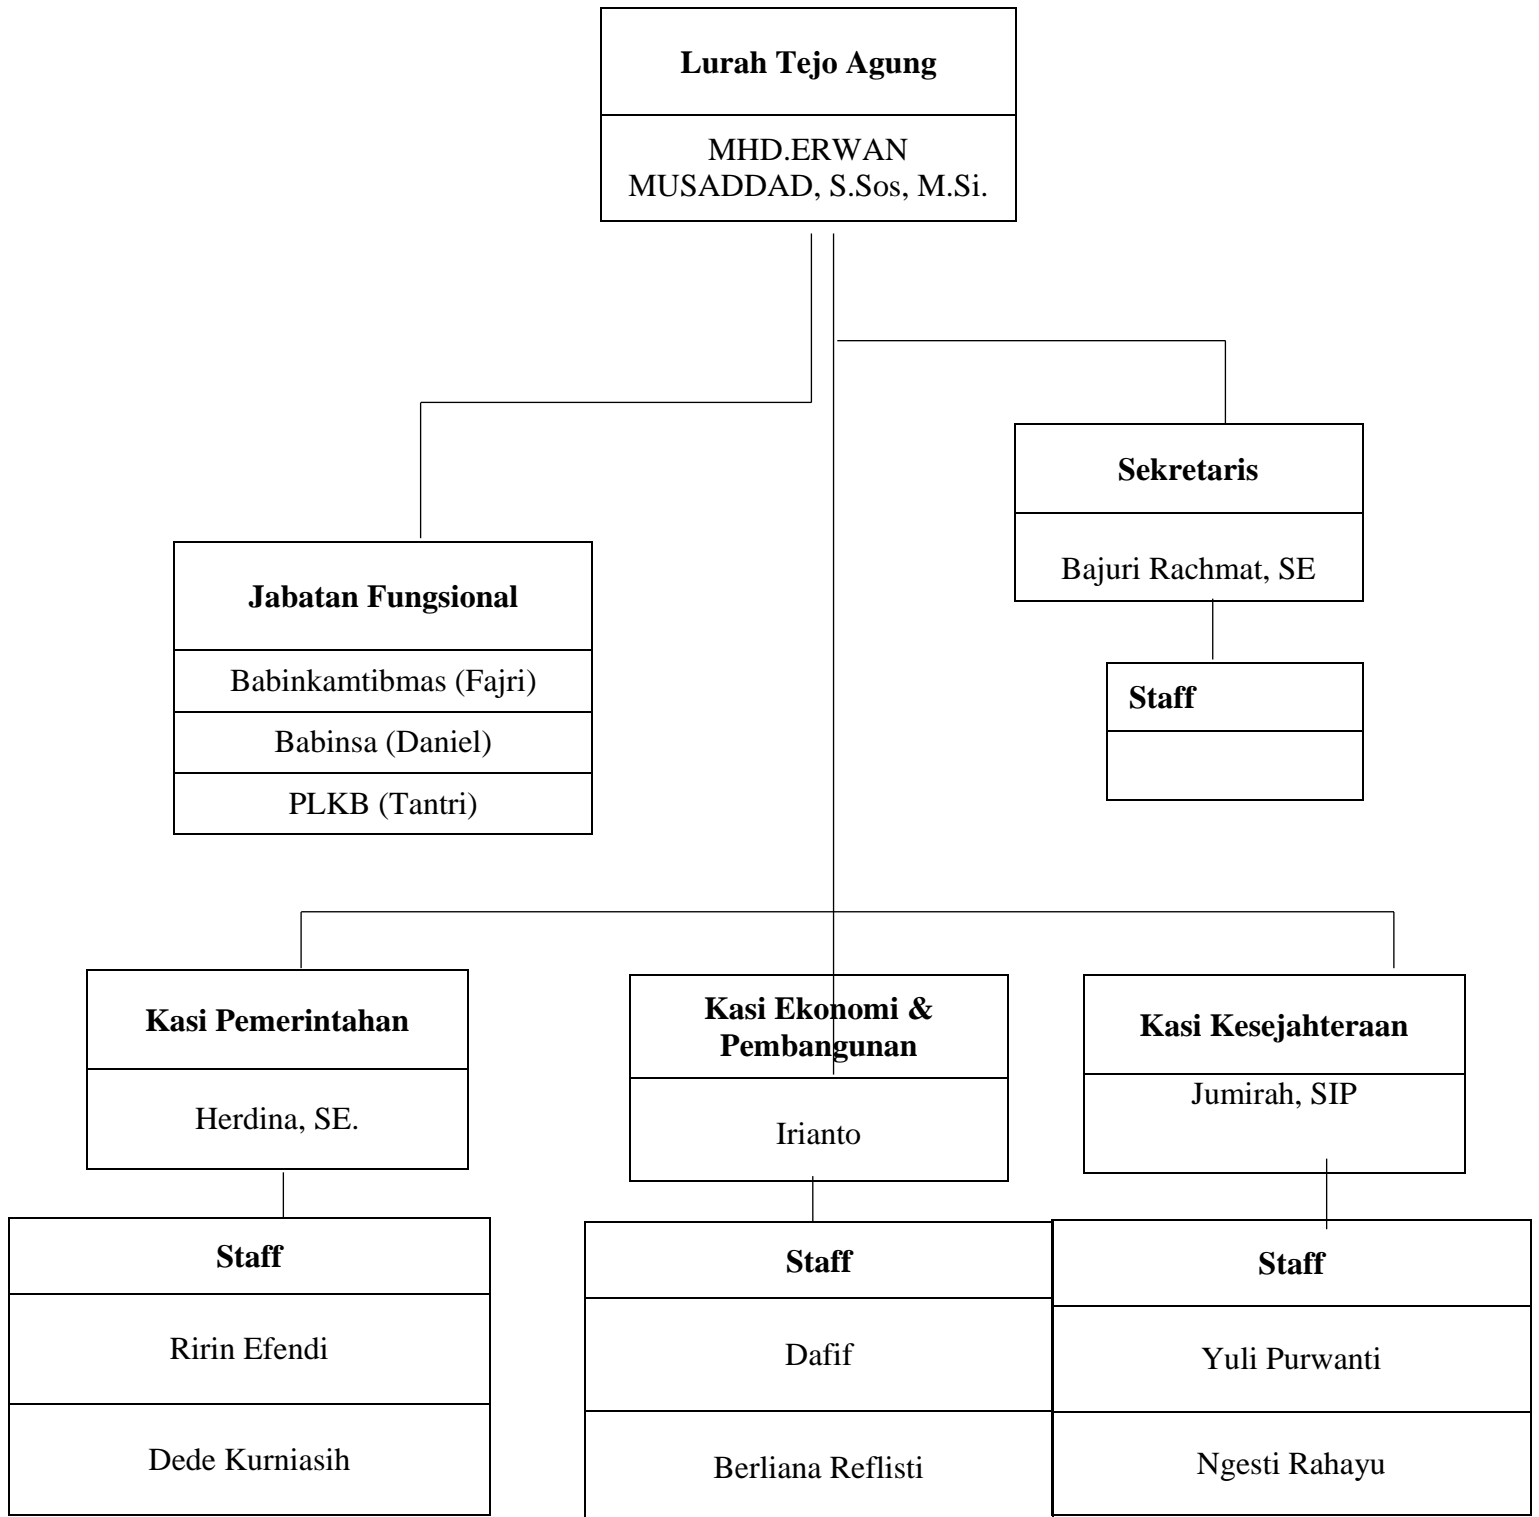 Lurah Tejo Agung
MHD.ERWAN
MUSADDAD, S.Sos, M.Si.
Sekretaris
Bajuri Rachmat, SE
Staff
Jabatan Fungsional
Babinkamtibmas (Fajri)
Babinsa (Daniel)
PLKB (Tantri)
Kasi Pemerintahan
Herdina, SE.
Kasi Ekonomi &
Pembangunan
Irianto
Kasi Kesejahteraan
Jumirah, SIP
Staff
Ririn Efendi
Dede Kurniasih
Staff
Dafif
Berliana Reflisti
Staff
Yuli Purwanti
Ngesti Rahayu